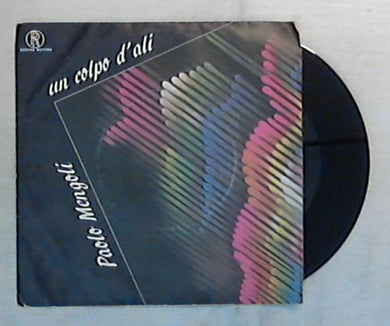 R
un colpo d'ali
Paolo Mengoli